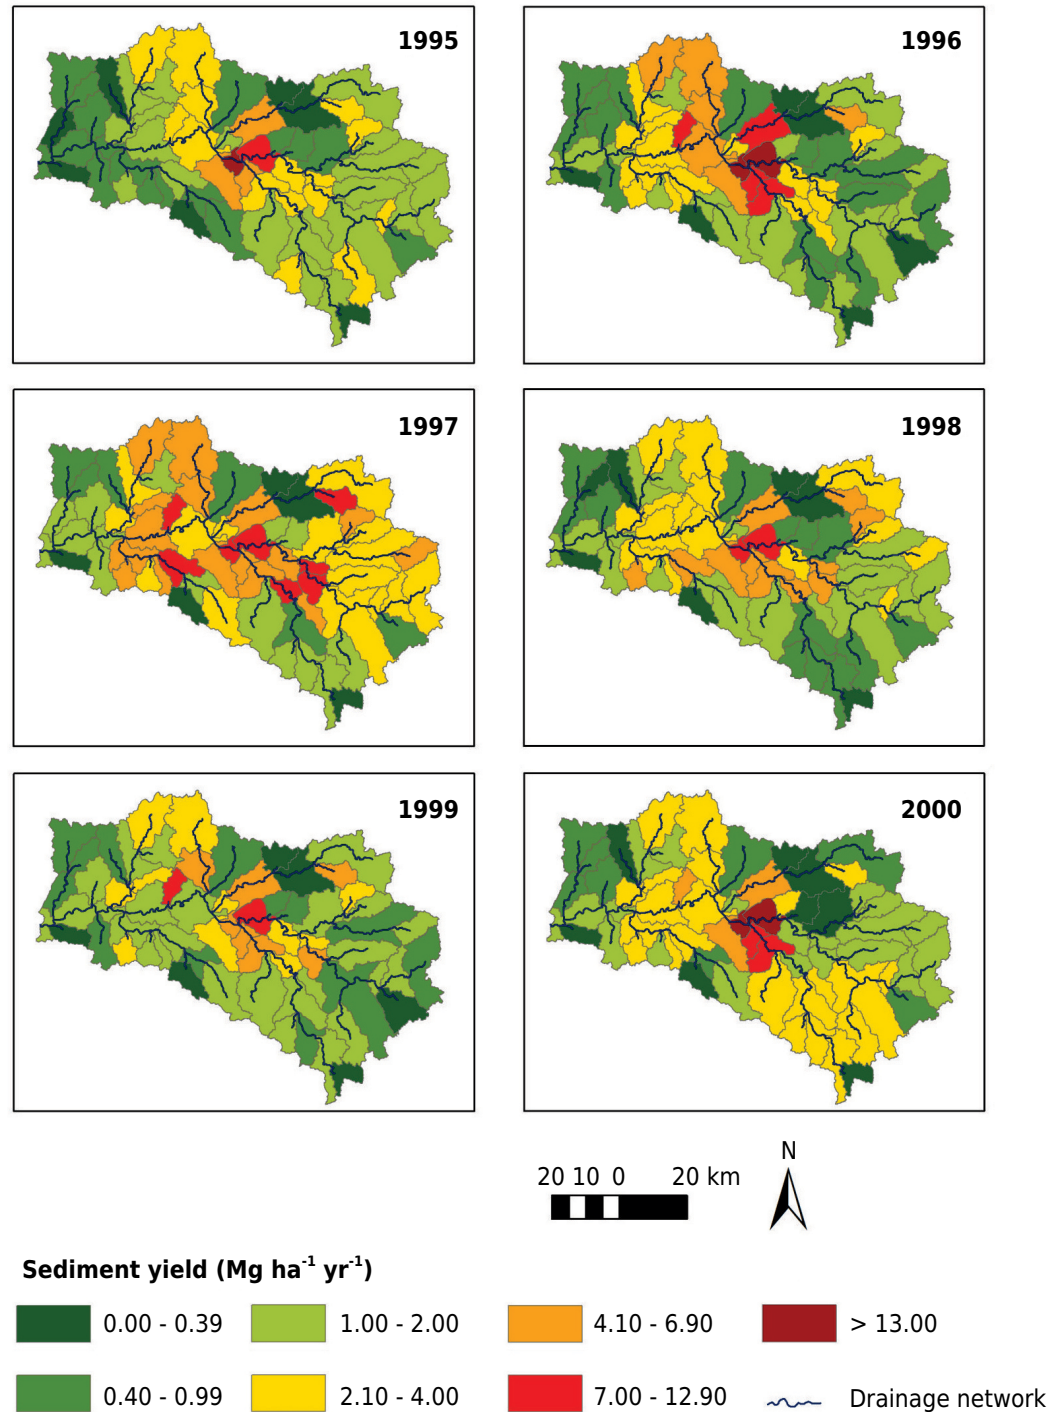 1995
1996
1997
1998
1999
2000
N
20 10 0 20 km
Sediment yield (Mg ha⁻¹ yr⁻¹)
0.00 - 0.39
1.00 - 2.00
4.10 - 6.90
> 13.00
0.40 - 0.99
2.10 - 4.00
7.00 - 12.90
Drainage network